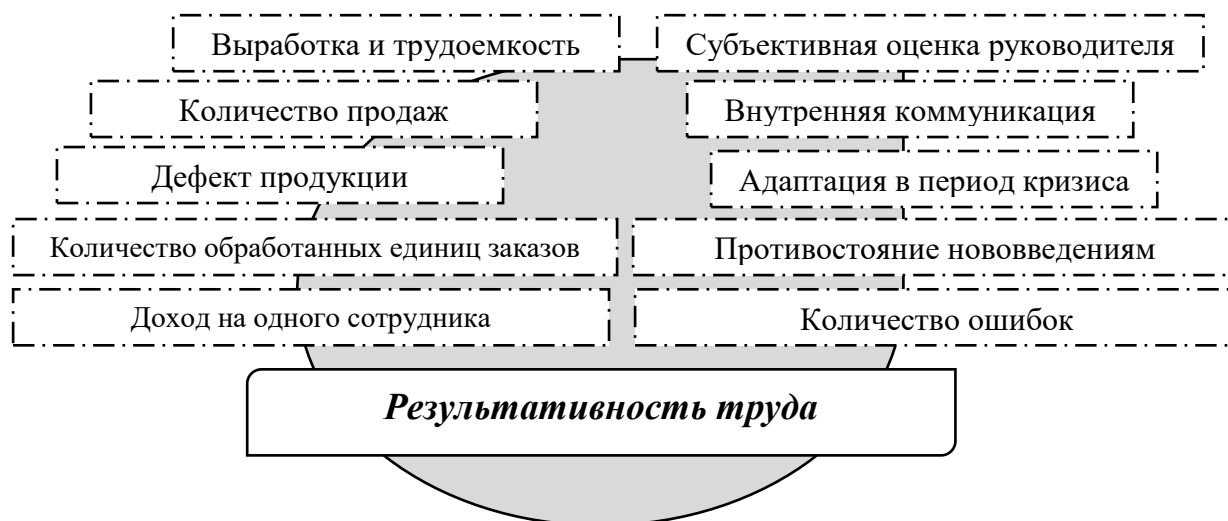 Выработка и трудоемкость
Субъективная оценка руководителя
Количество продаж
Внутренняя коммуникация
Дефект продукции
Адаптация в период кризиса
Количество обработанных единиц заказов
Противостояние нововведениям
Доход на одного сотрудника
Количество ошибок
Результативность труда